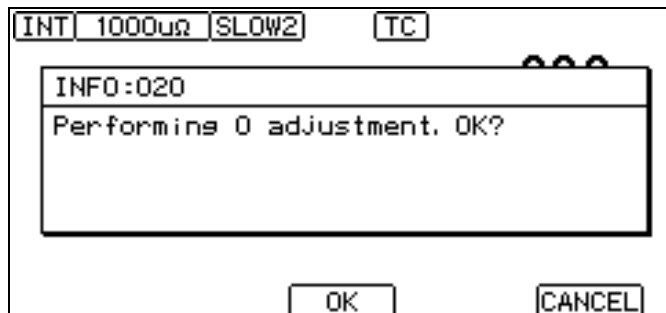 INT 1000uΩ SLOW2 TC
INFO:020
Performing 0 adjustment. OK?
OK CANCEL